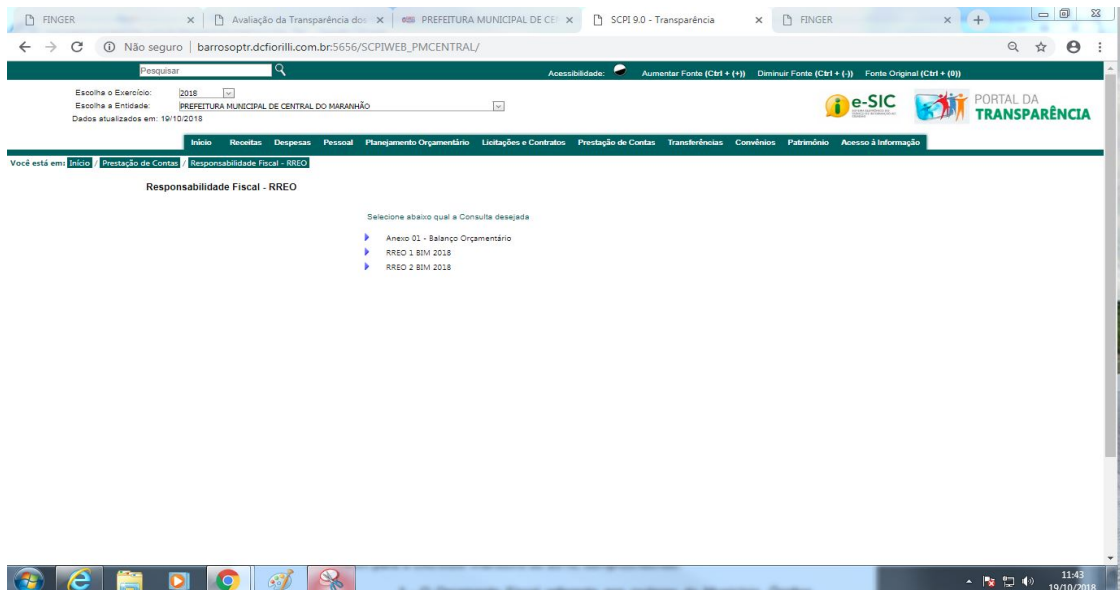 FINGER
Avaliação da Transparência dos
PREFEITURA MUNICIPAL DE CE
SCPI 9.0 - Transparência
FINGER
Não seguro | barrosoptr.dcfiorilli.com.br:5656/SCPIWEB_PMCENTRAL/
Pesquisar
Acessibilidade: Aumentar Fonte (Ctrl + (+)) Diminuir Fonte (Ctrl + (-)) Fonte Original (Ctrl + (0))
Escolha o Exercício: 2018
Escolha a Entidade: PREFEITURA MUNICIPAL DE CENTRAL DO MARANHÃO
Dados atualizados em: 19/10/2018
e-SIC
PORTAL DA
TRANSPARÊNCIA
Início Receitas Despesas Pessoal Planejamento Orçamentário Licitações e Contratos Prestação de Contas Transferências Convênios Patrimônio Acesso à Informação
Você está em: Início / Prestação de Contas / Responsabilidade Fiscal - RREO
Responsabilidade Fiscal - RREO
Selecione abaixo qual a Consulta desejada
Anexo 01 - Balanço Orçamentário
RREO 1 BIM 2018
RREO 2 BIM 2018
11:43
19/10/2018